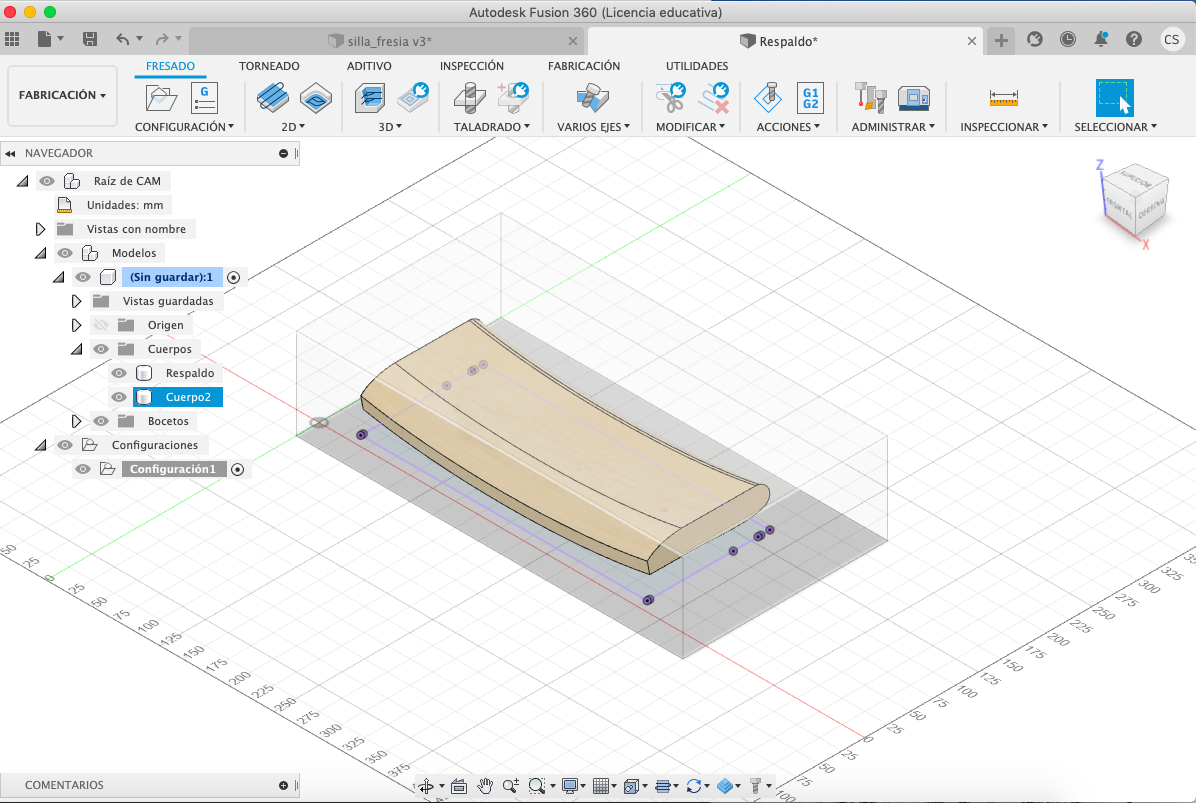 Autodesk Fusion 360 (Licencia educativa)
silla_fresia v3*
Respaldo*
CS
FABRICACIÓN
FRESADO
TORNEADO
ADITIVO
INSPECCIÓN
FABRICACIÓN
UTILIDADES
G
G1
G2
CONFIGURACIÓN
2D
3D
TALADRADO
VARIOS EJES
MODIFICAR
ACCIONES
ADMINISTRAR
INSPECCIONAR
SELECCIONAR
NAVEGADOR
Raíz de CAM
Unidades: mm
Vistas con nombre
Modelos
(Sin guardar):1
Vistas guardadas
Origen
Cuerpos
Respaldo
Cuerpo2
Bocetos
Configuraciones
Configuración1
Z
SUPERIOR
FRONTAL
X
50
25
0
25
50
75
100
125
150
175
200
225
250
275
300
325
350
375
325
300
275
250
225
200
175
150
125
100
75
50
25
0
25
50
75
100
COMENTARIOS